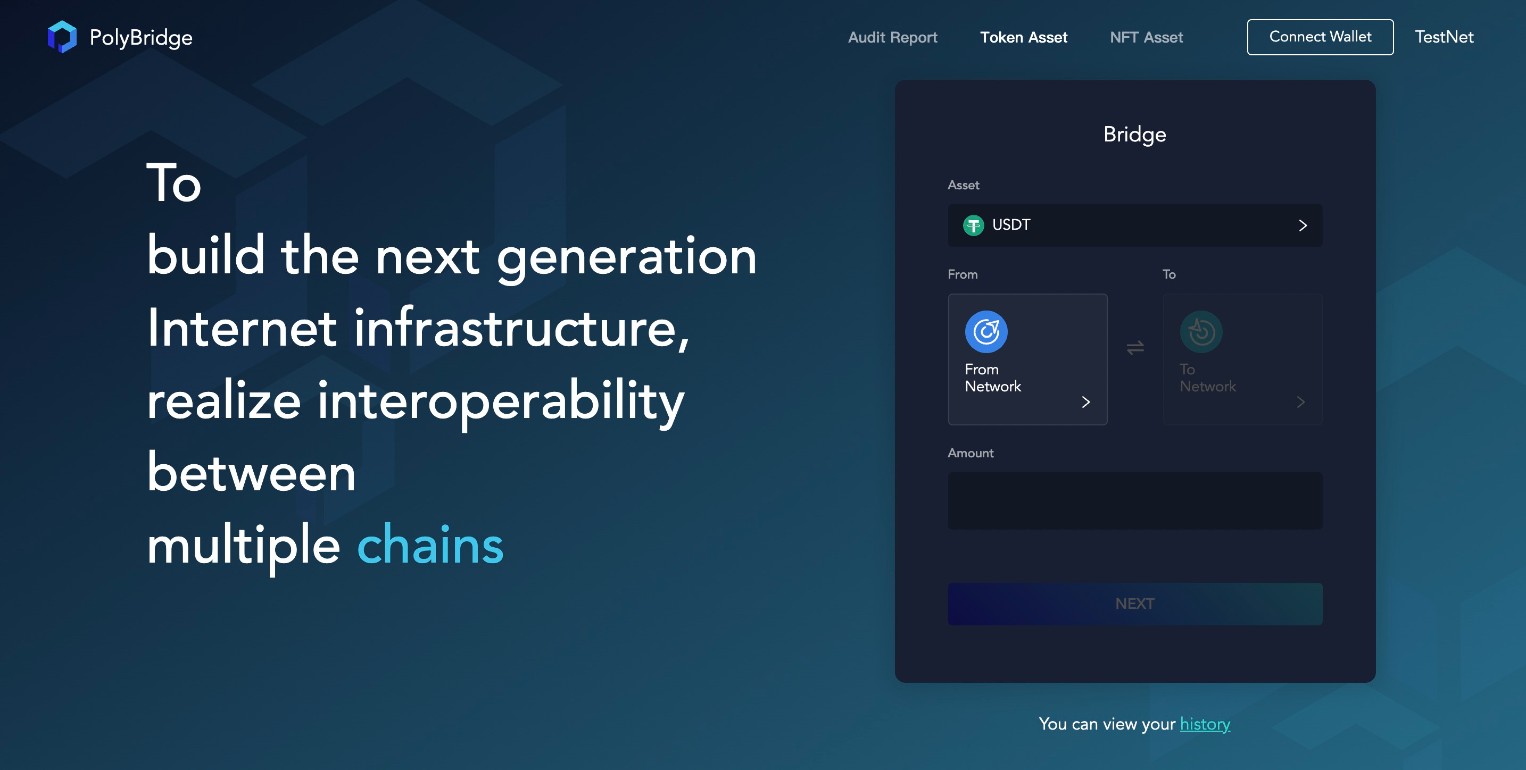 PolyBridge
Audit Report
Token Asset
NFT Asset
Connect Wallet
TestNet
To
build the next generation
Internet infrastructure,
realize interoperability
between
multiple chains
Bridge
Asset
USDT
From
To
From
Network
To
Network
Amount
NEXT
You can view your history